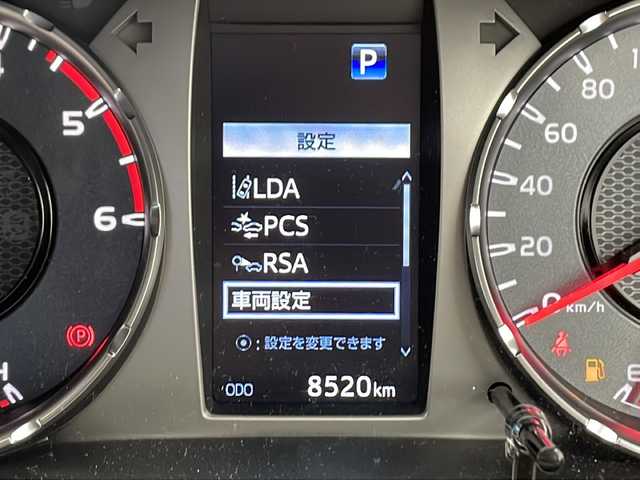 P
設定
LDA
PCS
RSA
車両設定
：設定を変更できます
ODO 8520km
5
6
H
80
60
40
20
0
km/h
(P)